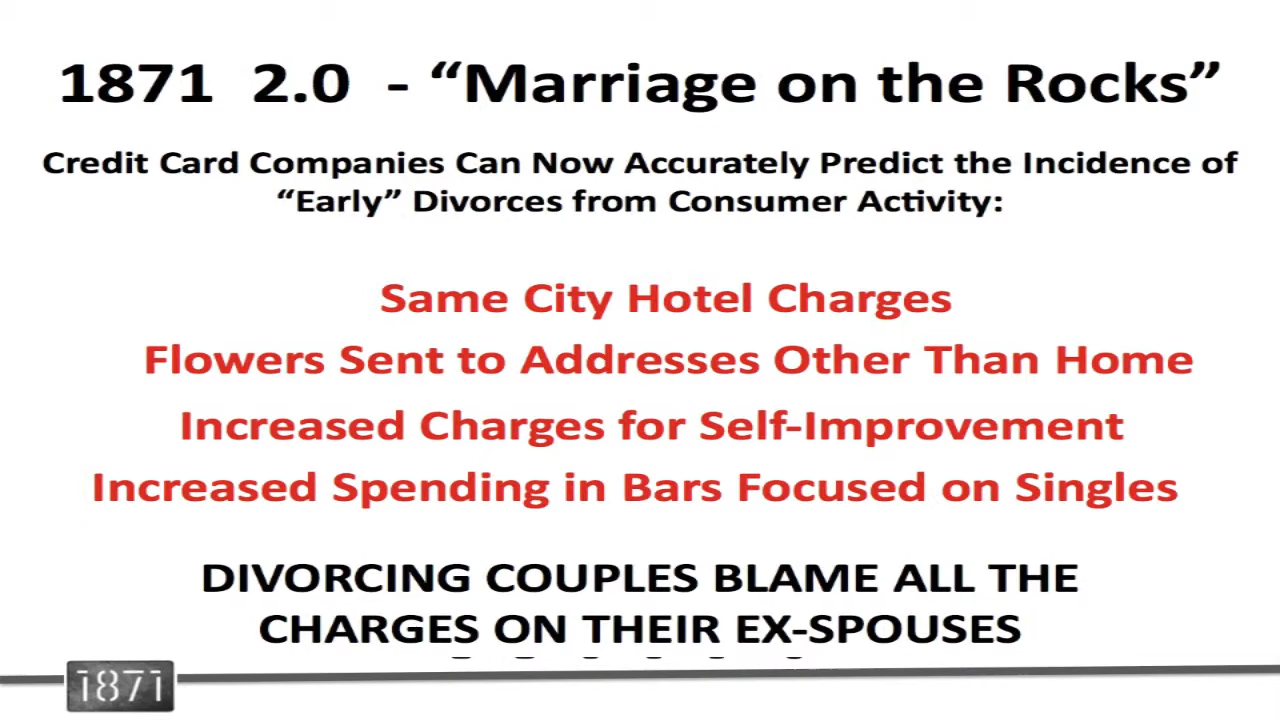 1871 2.0 - “Marriage on the Rocks”
Credit Card Companies Can Now Accurately Predict the Incidence of
“Early” Divorces from Consumer Activity:
Same City Hotel Charges
Flowers Sent to Addresses Other Than Home
Increased Charges for Self-Improvement
Increased Spending in Bars Focused on Singles
DIVORCING COUPLES BLAME ALL THE
CHARGES ON THEIR EX-SPOUSES
1871